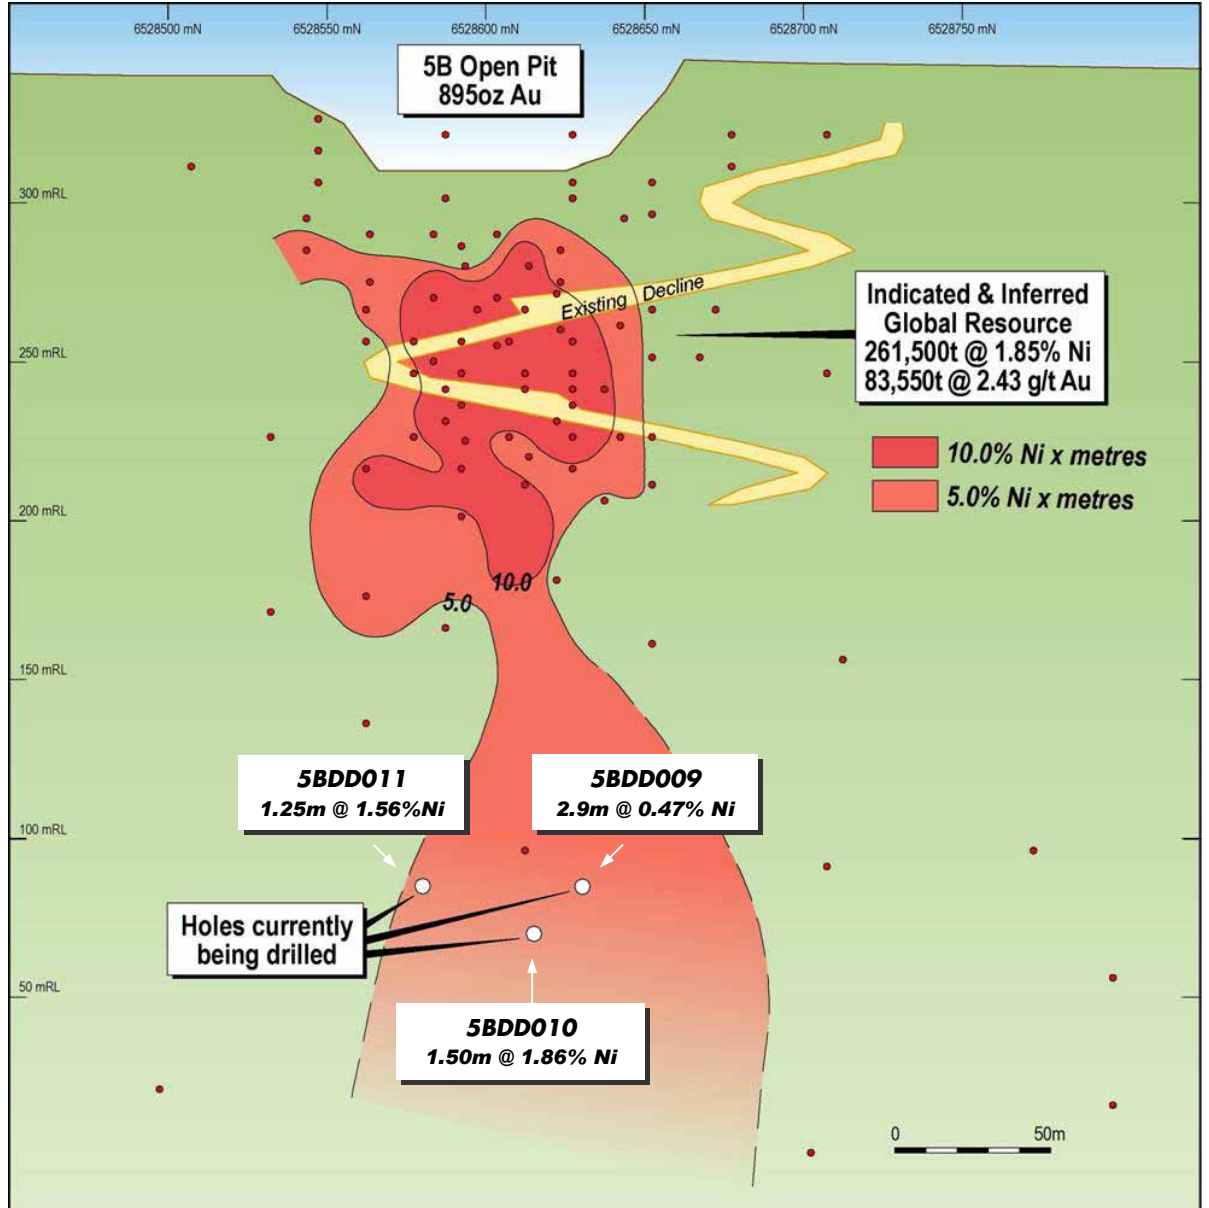 6528500 mN
6528550 mN
6528600 mN
6528650 mN
6528700 mN
6528750 mN
5B Open Pit
895oz Au
300 mRL
Existing Decline
Indicated & Inferred
Global Resource
261,500t @ 1.85% Ni
83,550t @ 2.43 g/t Au
250 mRL
10.0% Ni x metres
5.0% Ni x metres
200 mRL
10.0
5.0
150 mRL
5BDD011
1.25m @ 1.56%Ni
5BDD009
2.9m @ 0.47% Ni
100 mRL
Holes currently
being drilled
50 mRL
5BDD010
1.50m @ 1.86% Ni
0
50m